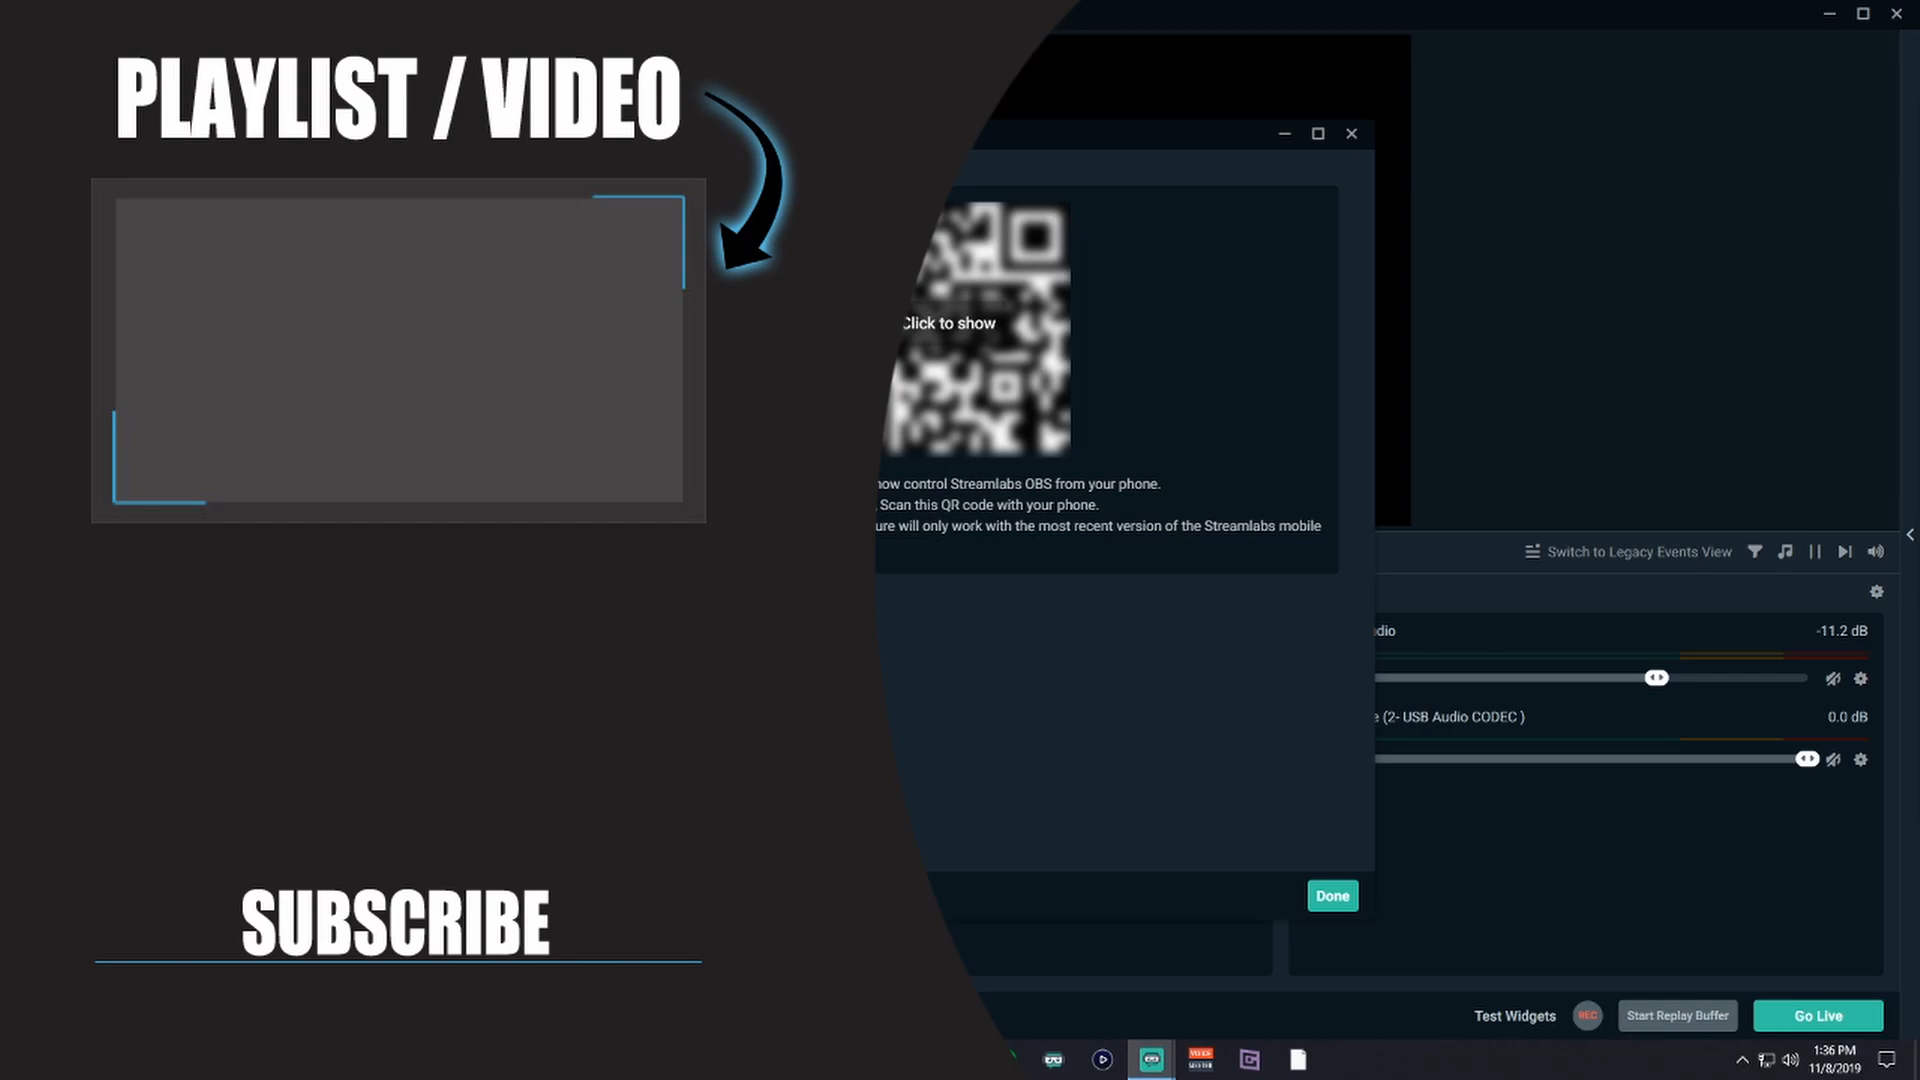 PLAYLIST / VIDEO
Click to show
now control Streamlabs OBS from your phone.
Scan this QR code with your phone.
ure will only work with the most recent version of the Streamlabs mobile
Switch to Legacy Events View
dio
-11.2 dB
e (2- USB Audio CODEC )
0.0 dB
SUBSCRIBE
Done
Test Widgets
REC
Start Replay Buffer
Go Live
1:36 PM
11/8/2019